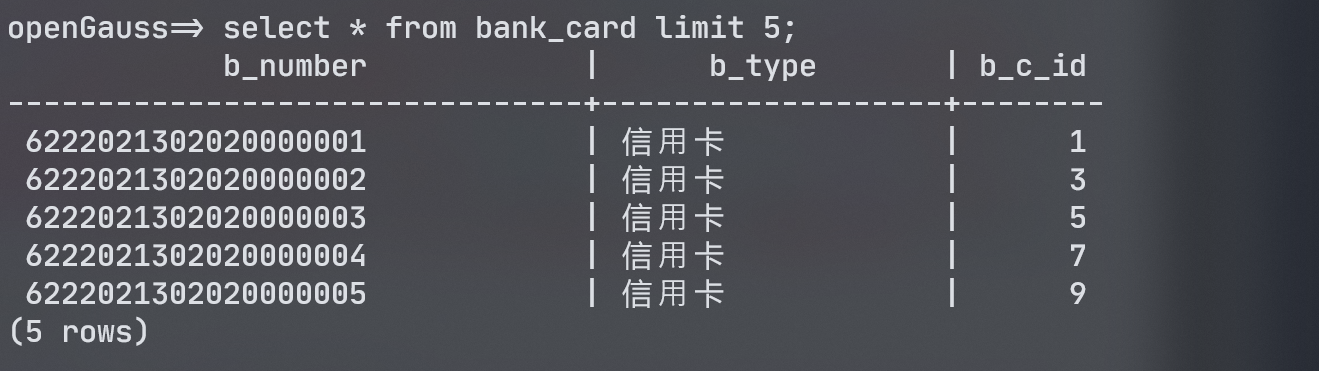 openGauss=> select * from bank_card limit 5;
b_number | b_type | b_c_id
-------------------------------+-------------------+--------
6222021302020000001 | 信用卡 | 1
6222021302020000002 | 信用卡 | 3
6222021302020000003 | 信用卡 | 5
6222021302020000004 | 信用卡 | 7
6222021302020000005 | 信用卡 | 9
(5 rows)